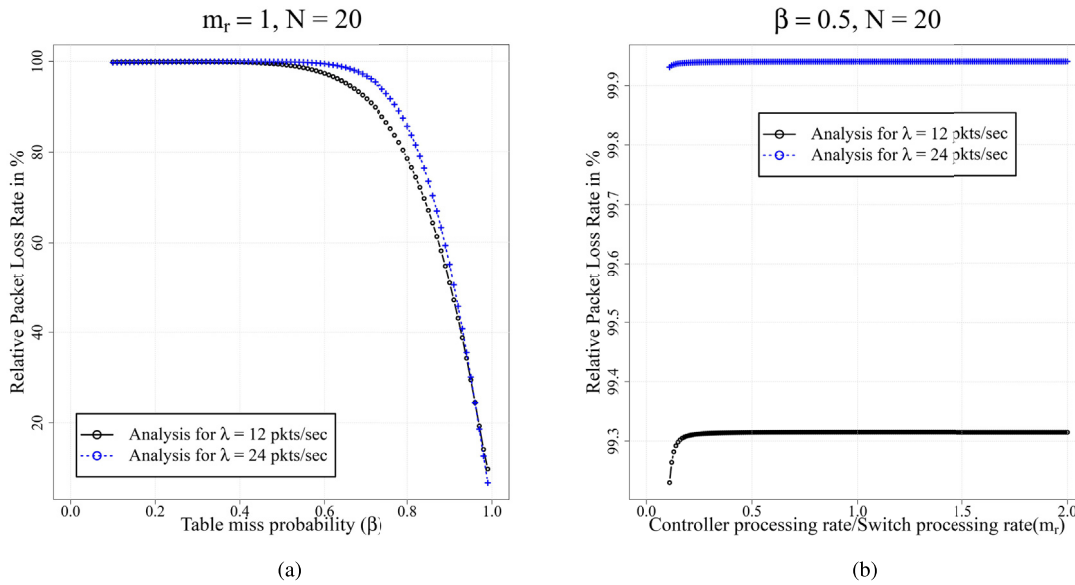 m_r = 1, N = 20
Relative Packet Loss Rate in %
100
80
60
40
20
Analysis for λ = 12 pkts/sec
Analysis for λ = 24 pkts/sec
0.0 0.2 0.4 0.6 0.8 1.0
Table miss probability (β)
(a)
β = 0.5, N = 20
Relative Packet Loss Rate in %
99.9
99.8
99.7
99.6
99.5
99.4
99.3
Analysis for λ = 12 pkts/sec
Analysis for λ = 24 pkts/sec
0.0 0.5 1.0 1.5 2.0
Controller processing rate/Switch processing rate(m_r)
(b)